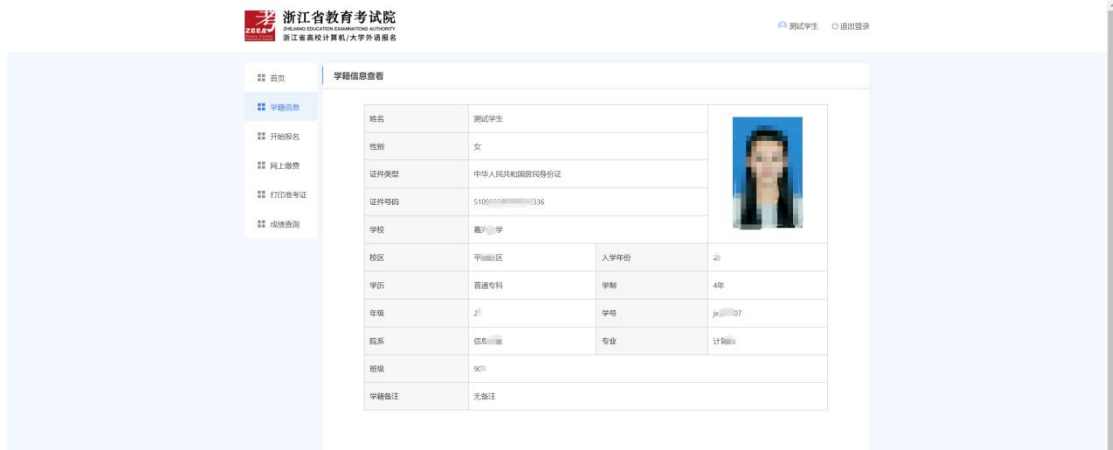 浙江省教育考试院
ZHEJIANG EDUCATION EXAMINATIONS AUTHORITY
ZEEA
浙江省高校计算机/大学外语报名
测试学生 退出登录
首页
学籍信息
开始报名
网上缴费
打印准考证
成绩查询
学籍信息查看
姓名 测试学生
性别 女
证件类型 中华人民共和国居民身份证
证件号码
学校
校区 入学年份
学历 普通专科 学制 4年
年级 学号
院系 专业
班级
学籍备注 无备注